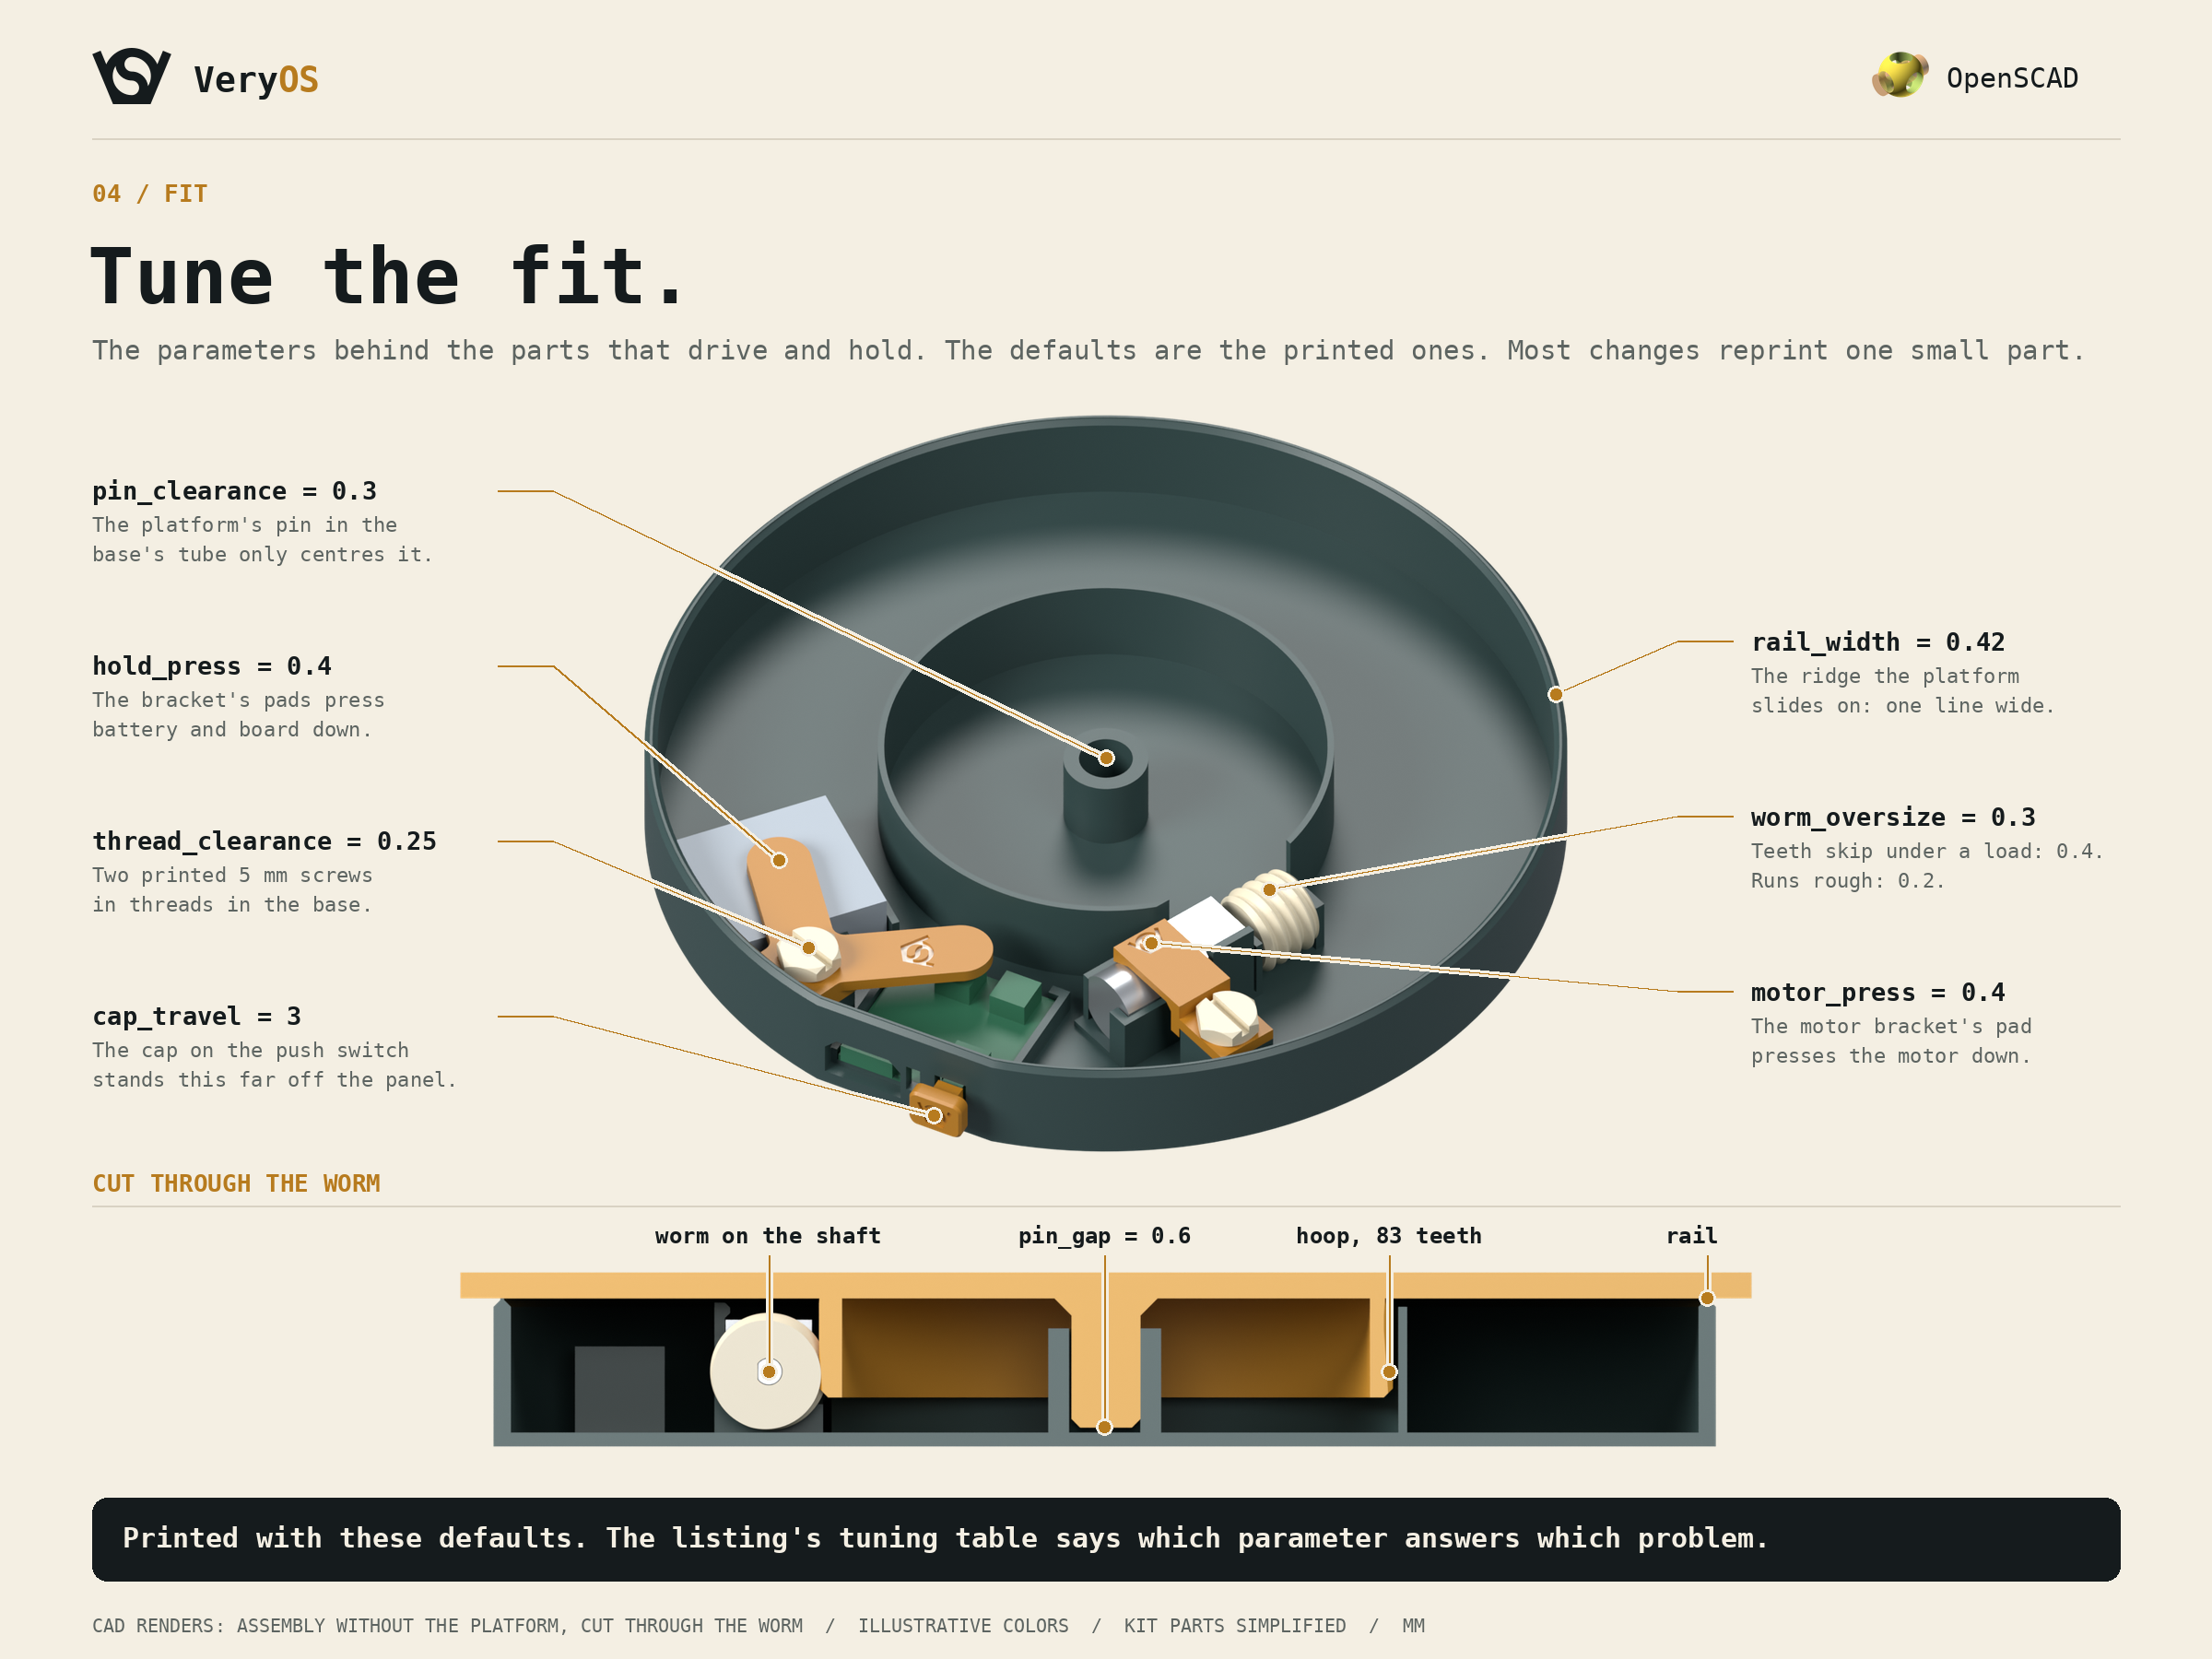 VeryOS
OpenSCAD
04 / FIT
Tune the fit.
The parameters behind the parts that drive and hold. The defaults are the printed ones. Most changes reprint one small part.
pin_clearance = 0.3
The platform's pin in the
base's tube only centres it.
hold_press = 0.4
The bracket's pads press
battery and board down.
thread_clearance = 0.25
Two printed 5 mm screws
in threads in the base.
cap_travel = 3
The cap on the push switch
stands this far off the panel.
rail_width = 0.42
The ridge the platform
slides on: one line wide.
worm_oversize = 0.3
Teeth skip under a load: 0.4.
Runs rough: 0.2.
motor_press = 0.4
The motor bracket's pad
presses the motor down.
CUT THROUGH THE WORM
worm on the shaft
pin_gap = 0.6
hoop, 83 teeth
rail
Printed with these defaults. The listing's tuning table says which parameter answers which problem.
CAD RENDERS: ASSEMBLY WITHOUT THE PLATFORM, CUT THROUGH THE WORM / ILLUSTRATIVE COLORS / KIT PARTS SIMPLIFIED / MM